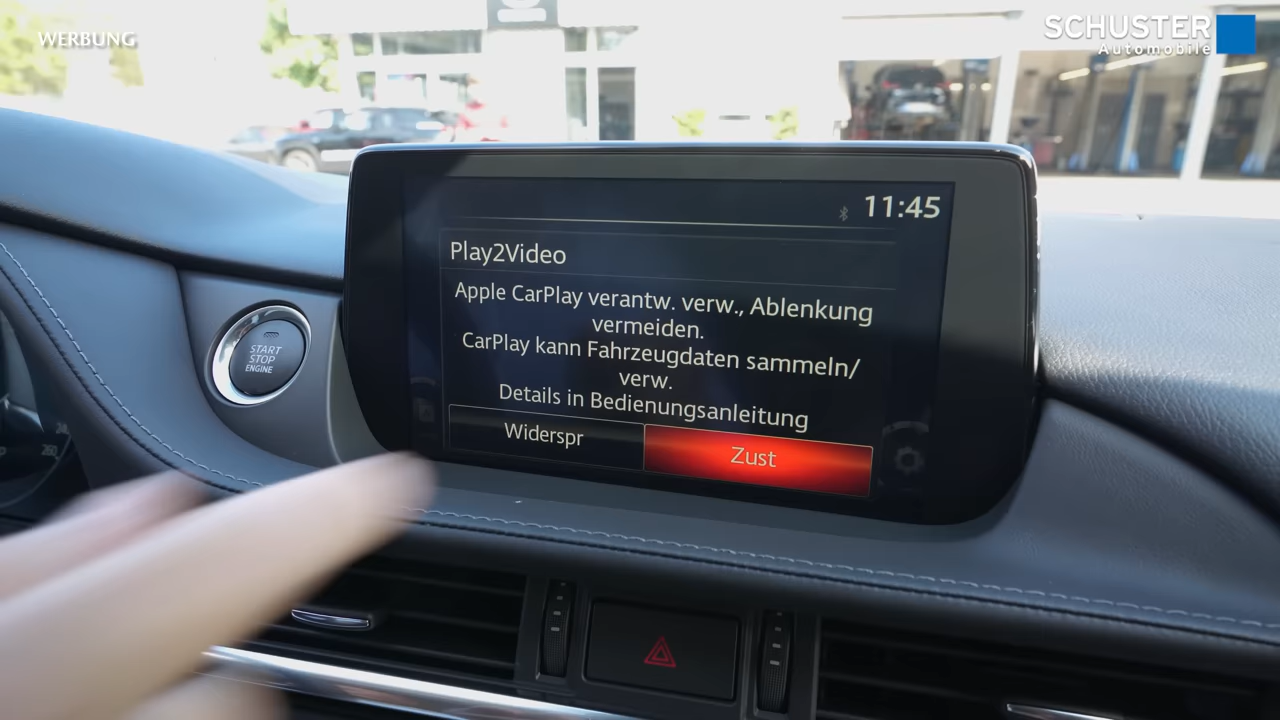 WERBUNG
SCHUSTER
Automobile
11:45
Play2Video
Apple CarPlay verantw. verw., Ablenkung
vermeiden.
CarPlay kann Fahrzeugdaten sammeln/
verw.
Details in Bedienungsanleitung
Widerspr
Zust
START
STOP
ENGINE
260